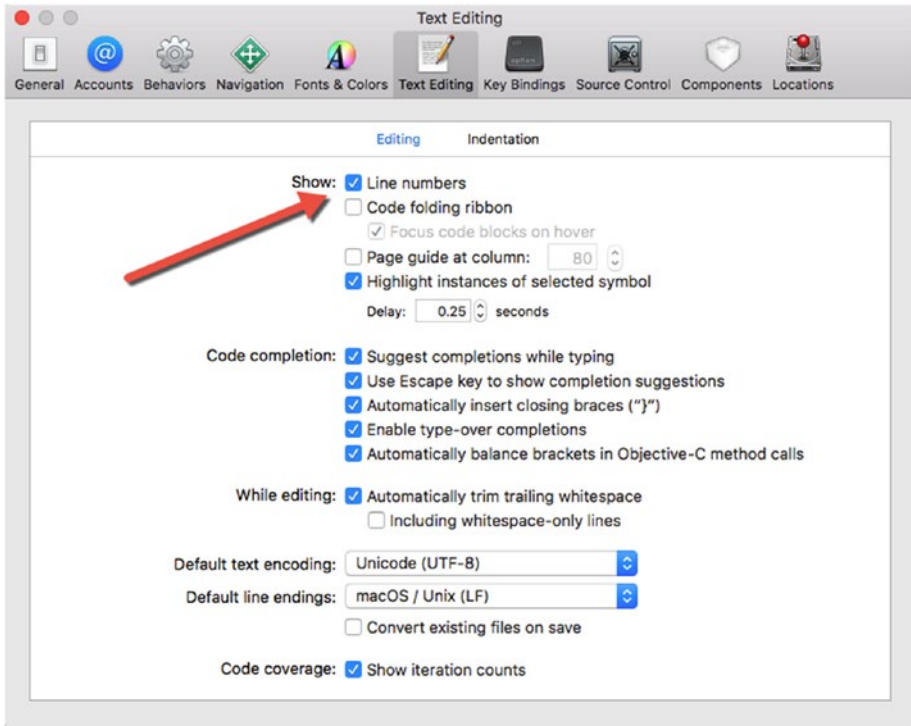 Text Editing
General Accounts Behaviors Navigation Fonts & Colors Text Editing Key Bindings Source Control Components Locations
Editing Indentation
Show: Line numbers
Code folding ribbon
Focus code blocks on hover
Page guide at column: 80
Highlight instances of selected symbol
Delay: 0.25 seconds
Code completion: Suggest completions while typing
Use Escape key to show completion suggestions
Automatically insert closing braces (“}”)
Enable type-over completions
Automatically balance brackets in Objective-C method calls
While editing: Automatically trim trailing whitespace
Including whitespace-only lines
Default text encoding: Unicode (UTF-8)
Default line endings: macOS / Unix (LF)
Convert existing files on save
Code coverage: Show iteration counts